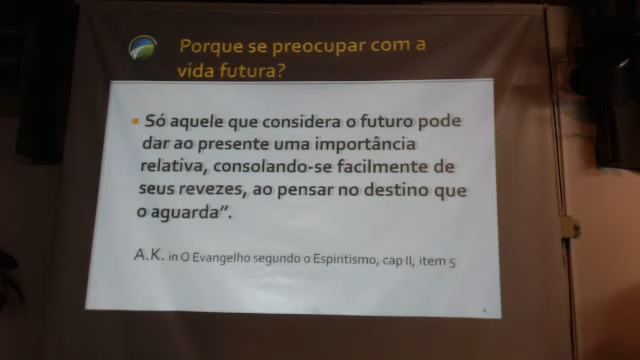 Porque se preocupar com a
vida futura?
Só aquele que considera o futuro pode
dar ao presente uma importância
relativa, consolando-se facilmente de
seus revezes, ao pensar no destino que
o aguarda”.
A.K. in O Evangelho segundo o Espiritismo, cap II, item 5